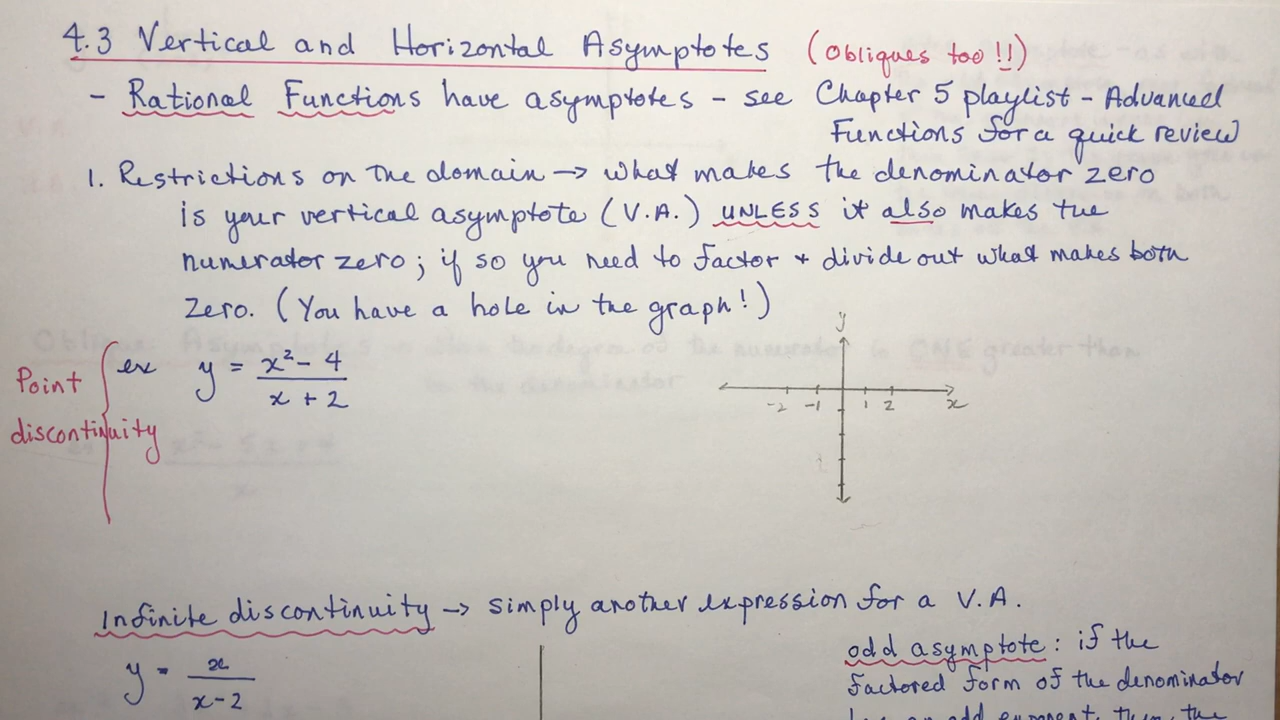 4.3 Vertical and Horizontal Asymptotes (Obliques too !!)
- Rational Functions have asymptotes - see Chapter 5 playlist - Advanced
Functions for a quick review
1. Restrictions on the domain → what makes the denominator zero
is your vertical asymptote (V.A.) UNLESS it also makes the
numerator zero; if so you need to factor + divide out what makes both
zero. (You have a hole in the graph!)
Point
discontinuity
ex y = x² - 4
x + 2
y
-2 -1 1 2 x
Infinite discontinuity → simply another expression for a V.A.
y = x
x - 2
odd asymptote: if the
factored form of the denominator